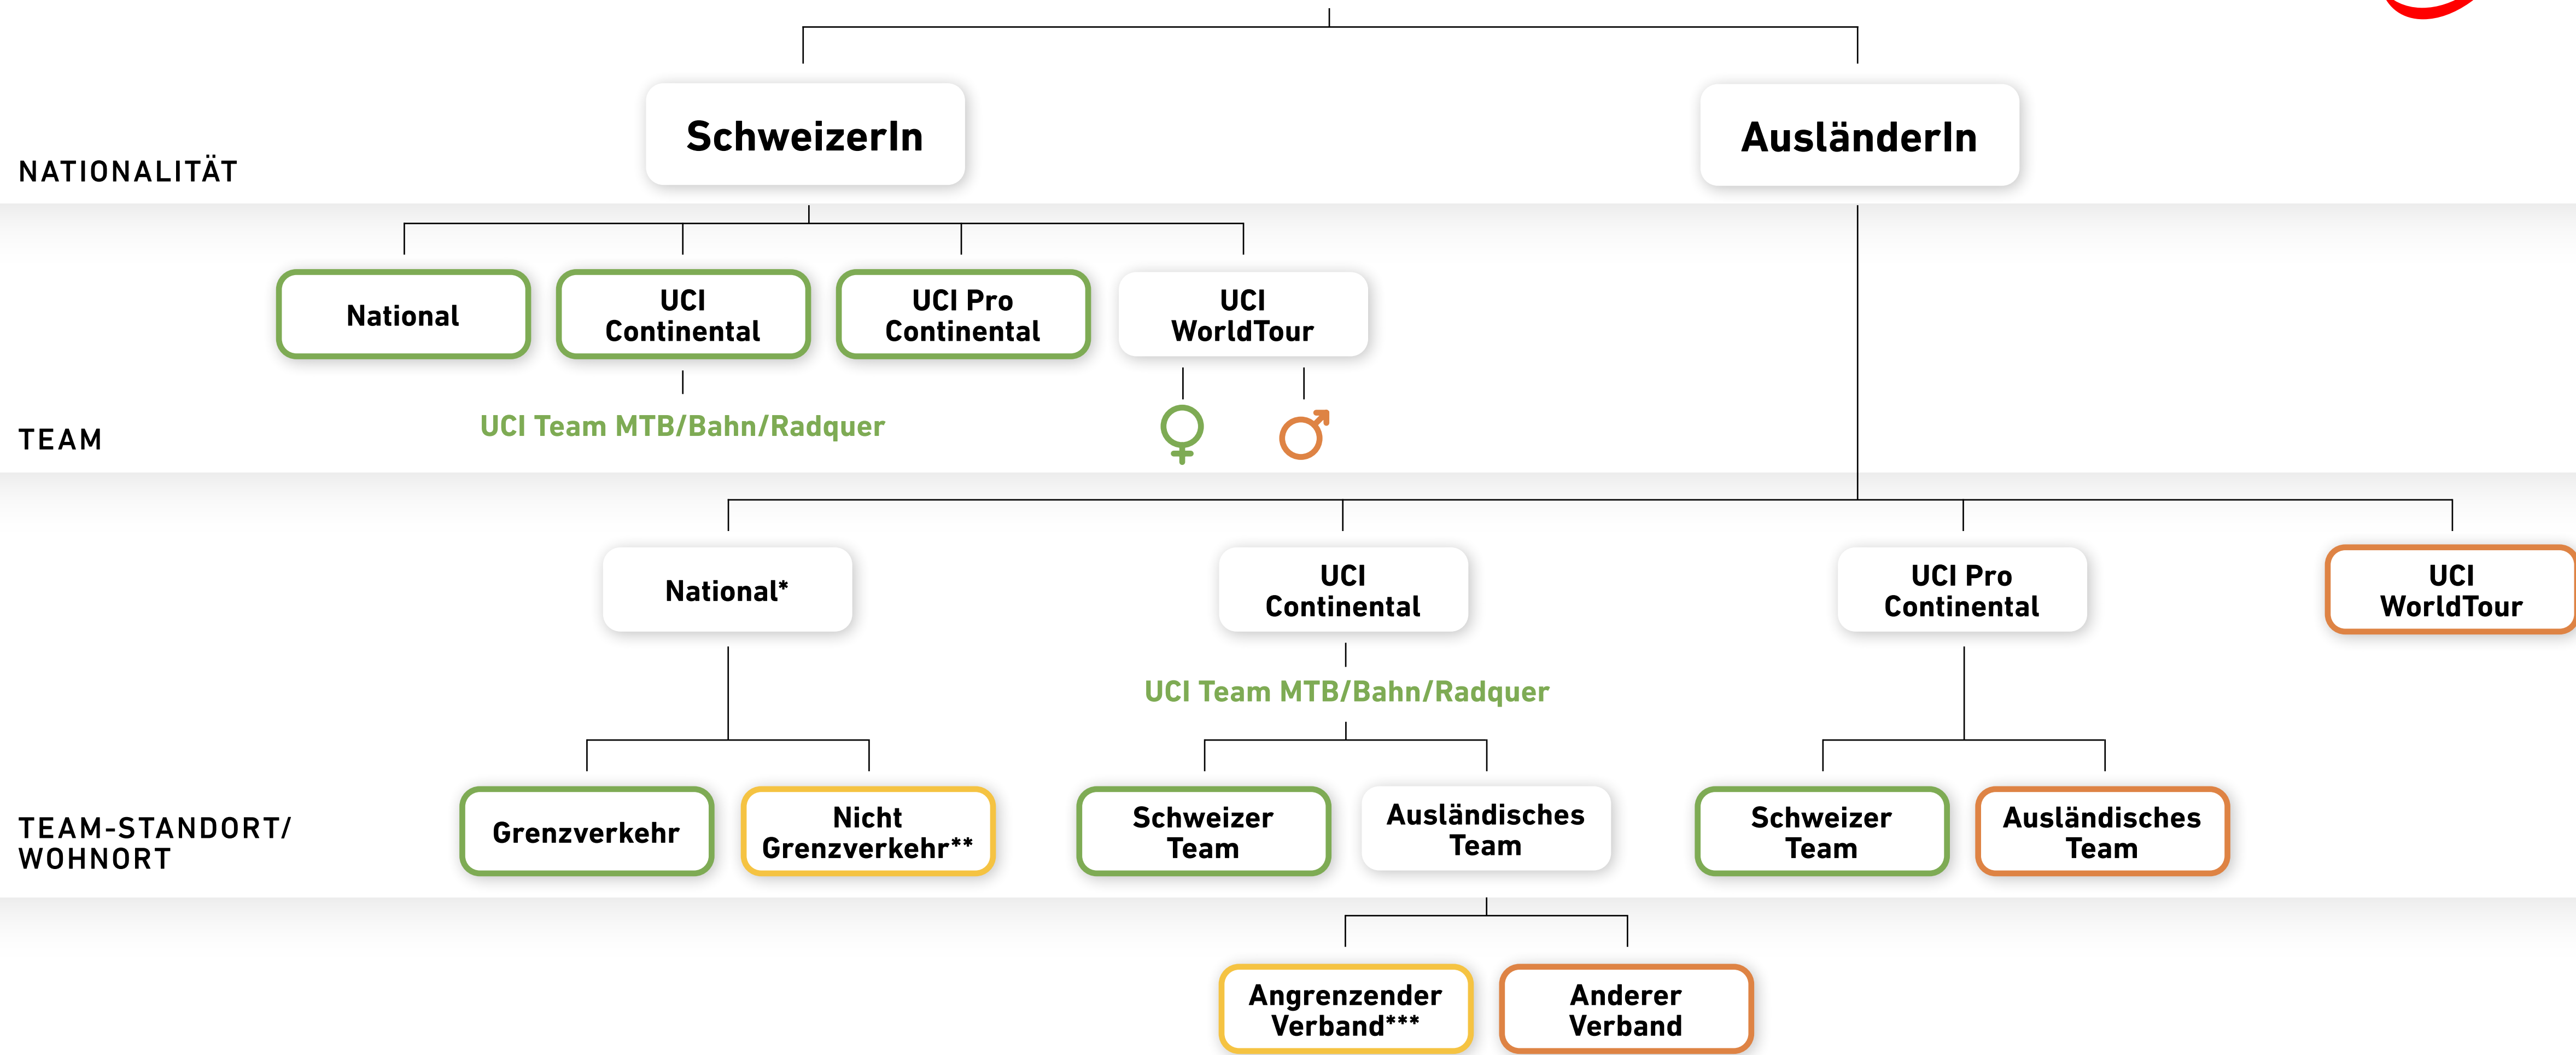 SchweizerIn
AusländerIn
NATIONALITÄT
National
UCI
Continental
UCI Pro
Continental
UCI
WorldTour
UCI Team MTB/Bahn/Radquer
TEAM
National*
UCI
Continental
UCI Pro
Continental
UCI
WorldTour
UCI Team MTB/Bahn/Radquer
TEAM-STANDORT/
WOHNORT
Grenzverkehr
Nicht
Grenzverkehr**
Schweizer
Team
Ausländisches
Team
Schweizer
Team
Ausländisches
Team
Angrenzender
Verband***
Anderer
Verband